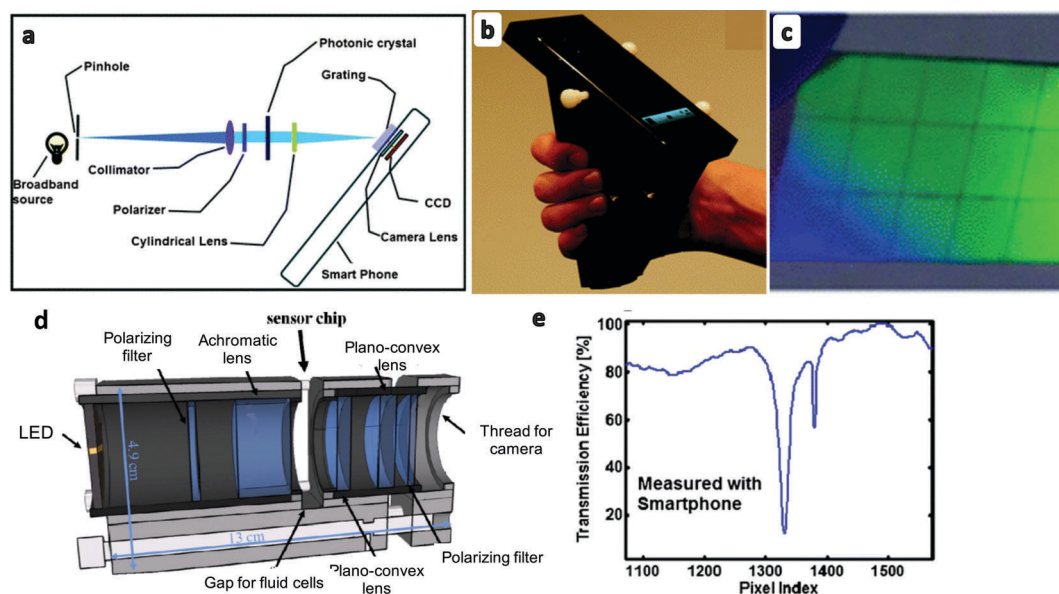 a
Photonic crystal
Pinhole
Grating
Broadband
source
Collimator
Polarizer
Cylindrical Lens
CCD
Camera Lens
Smart Phone
b
c
d
sensor chip
Polarizing
filter
Achromatic
lens
Plano-convex
lens
LED
4.9 cm
Thread for
camera
13 cm
Polarizing filter
Gap for fluid cells
Plano-convex
lens
e
Transmission Efficiency [%]
100
80
60
40
20
Measured with
Smartphone
1100
1200
1300
1400
1500
Pixel Index